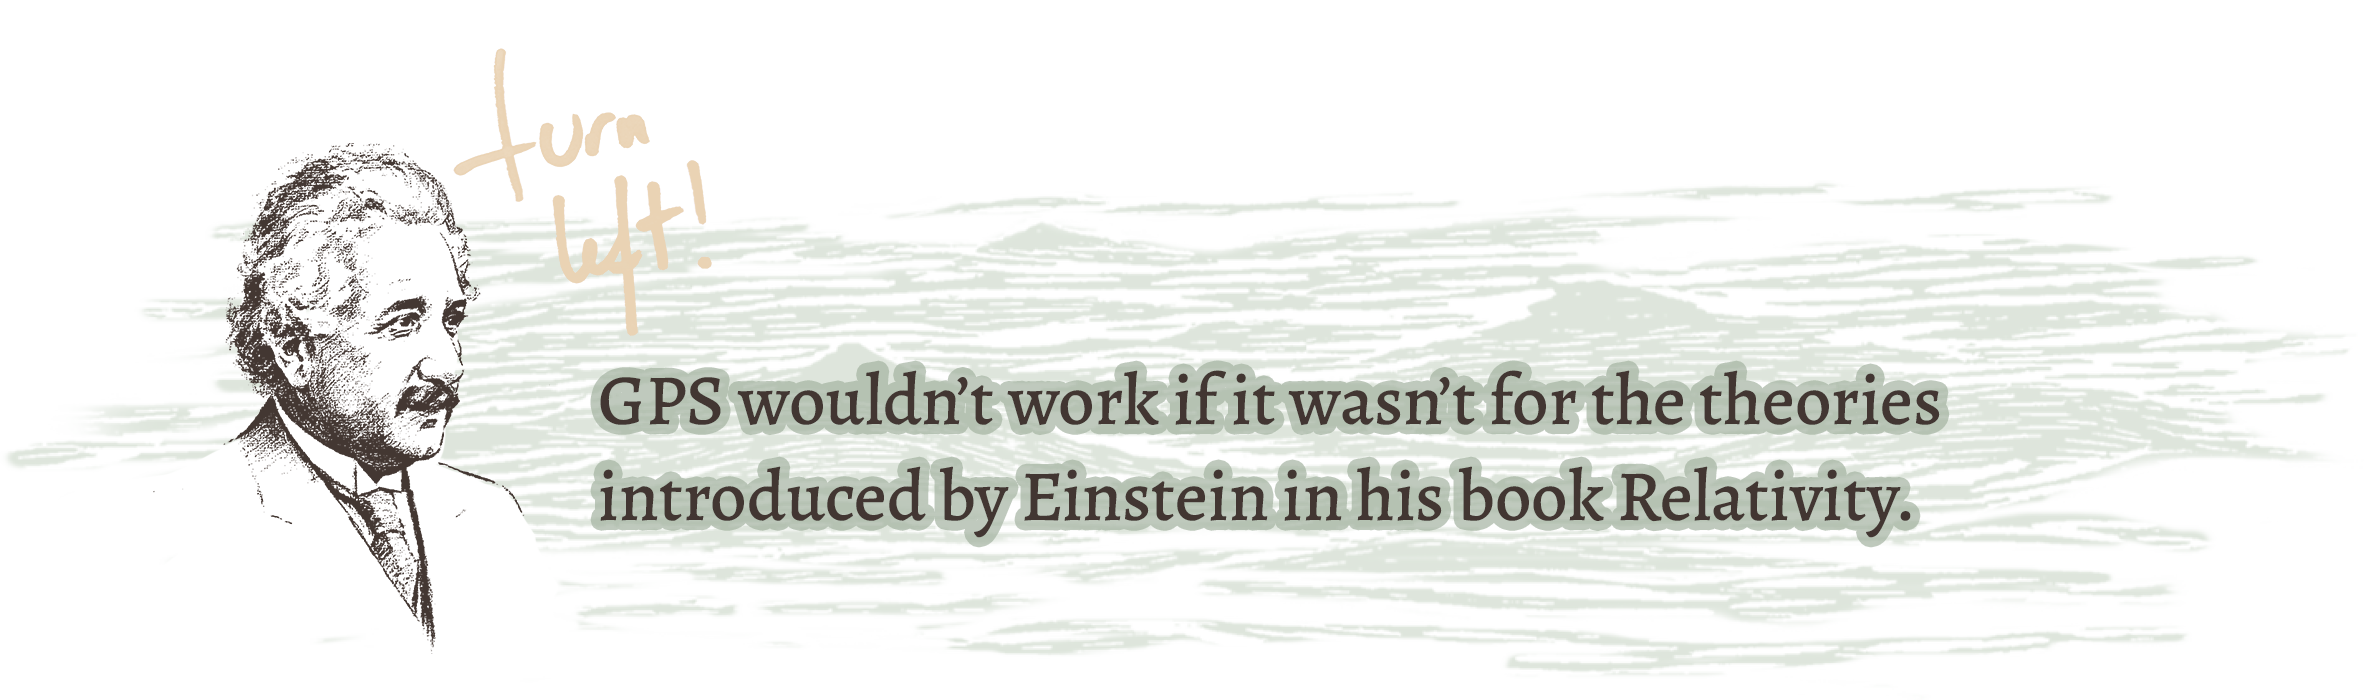 turn
left!
GPS wouldn’t work if it wasn’t for the theories
introduced by Einstein in his book Relativity.